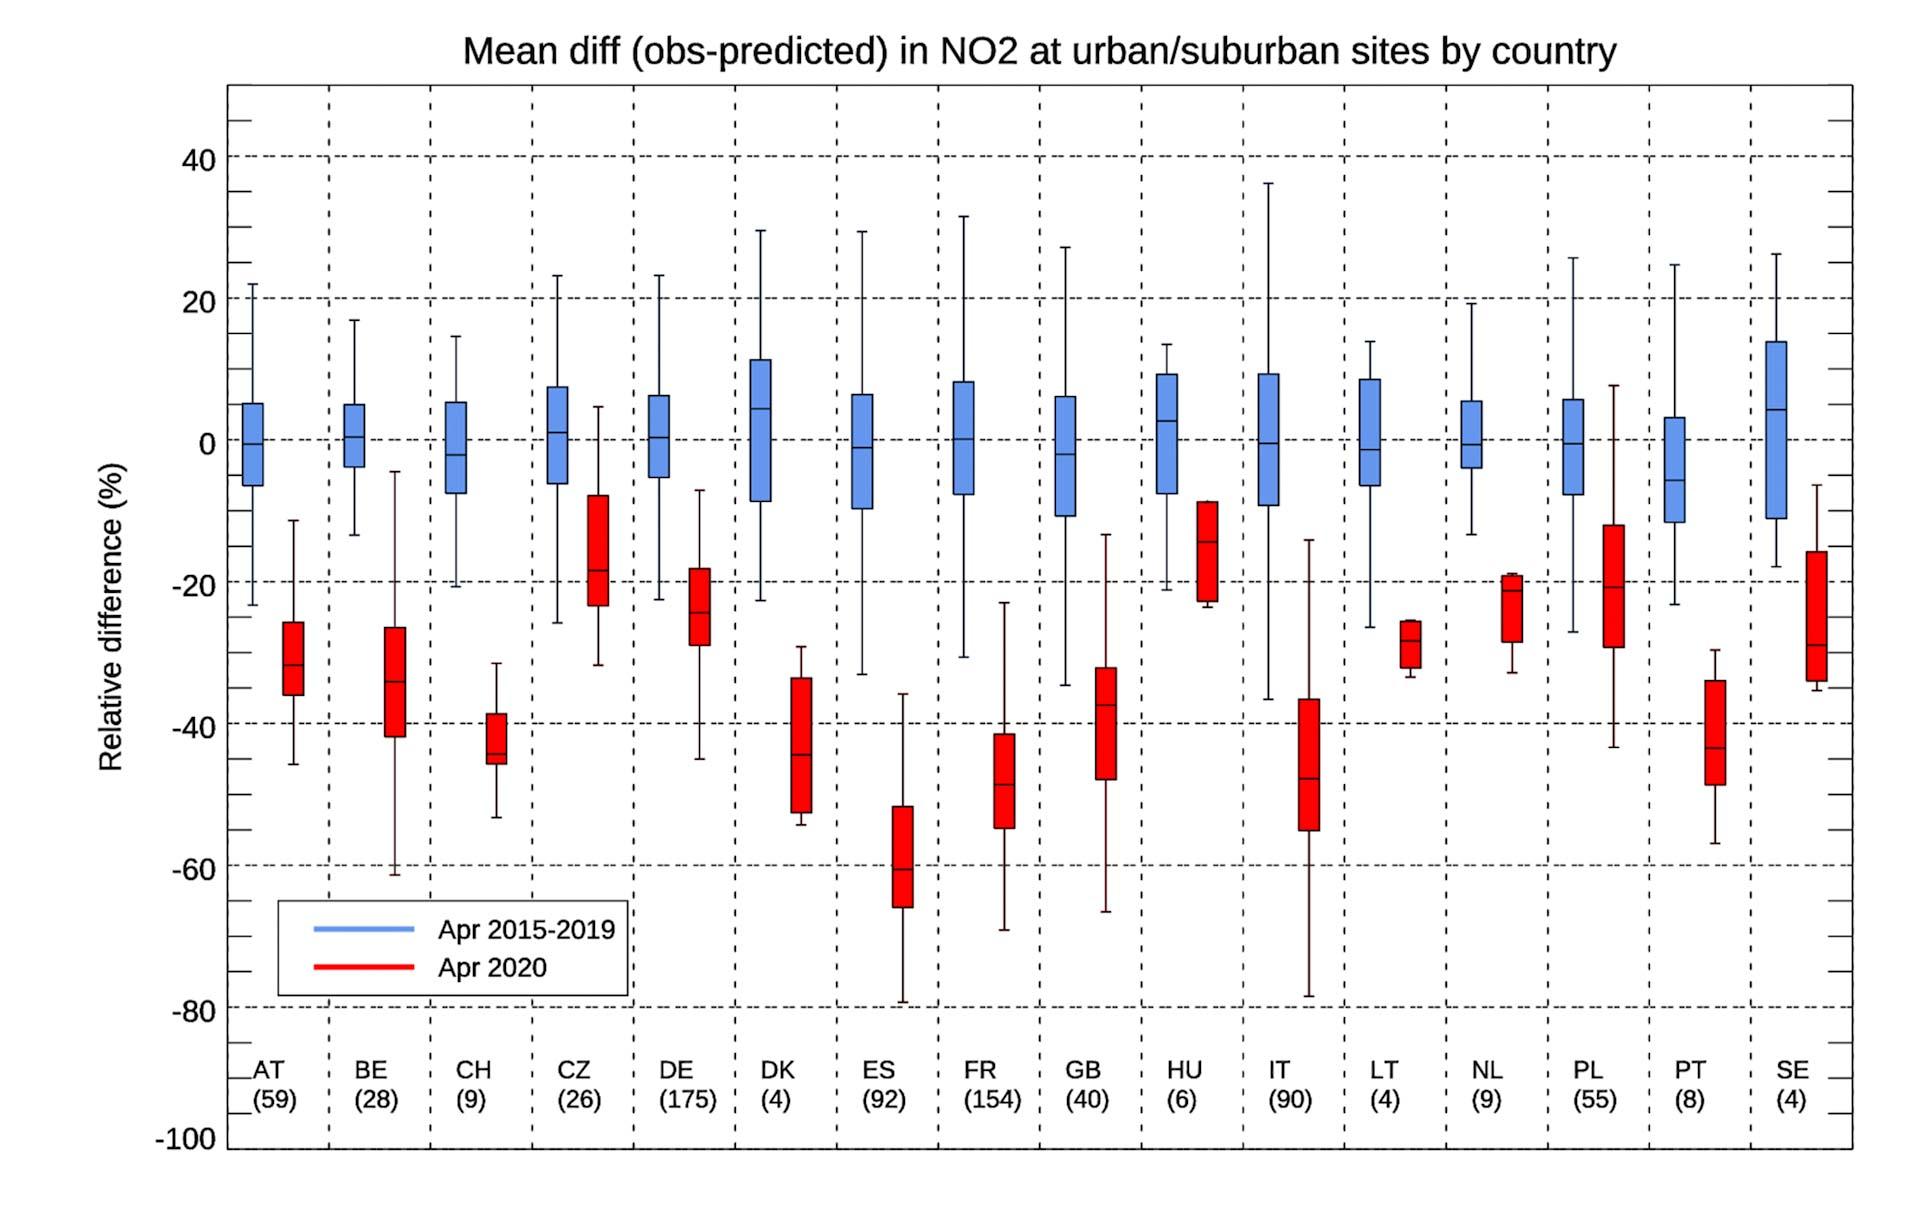 Mean diff (obs-predicted) in NO2 at urban/suburban sites by country
Relative difference (%)
40
20
0
-20
-40
-60
-80
-100
Apr 2015-2019
Apr 2020
AT BE CH CZ DE DK ES FR GB HU IT LT NL PL PT SE
(59) (28) (9) (26) (175) (4) (92) (154) (40) (6) (90) (4) (9) (55) (8) (4)